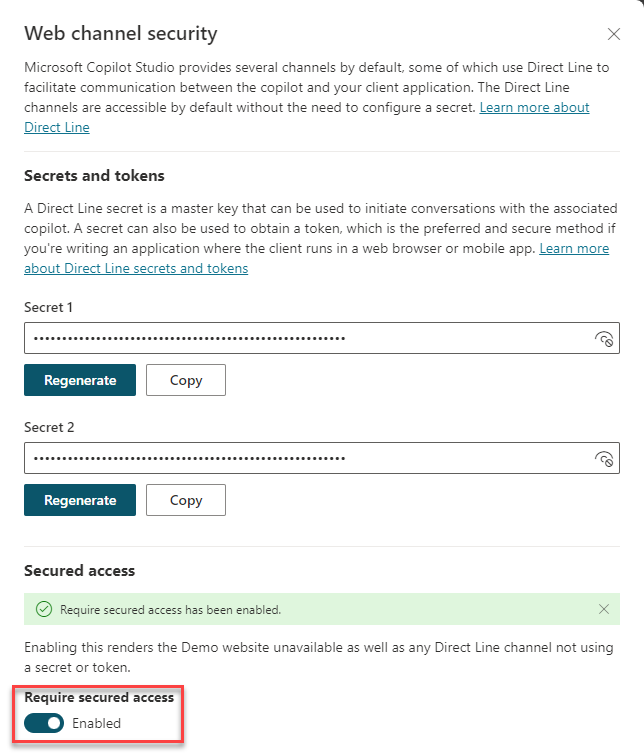 Web channel security
Microsoft Copilot Studio provides several channels by default, some of which use Direct Line to
facilitate communication between the copilot and your client application. The Direct Line
channels are accessible by default without the need to configure a secret. Learn more about
Direct Line
Secrets and tokens
A Direct Line secret is a master key that can be used to initiate conversations with the associated
copilot. A secret can also be used to obtain a token, which is the preferred and secure method if
you're writing an application where the client runs in a web browser or mobile app. Learn more
about Direct Line secrets and tokens
Secret 1
Regenerate
Copy
Secret 2
Regenerate
Copy
Secured access
Require secured access has been enabled.
Enabling this renders the Demo website unavailable as well as any Direct Line channel not using
a secret or token.
Require secured access
Enabled